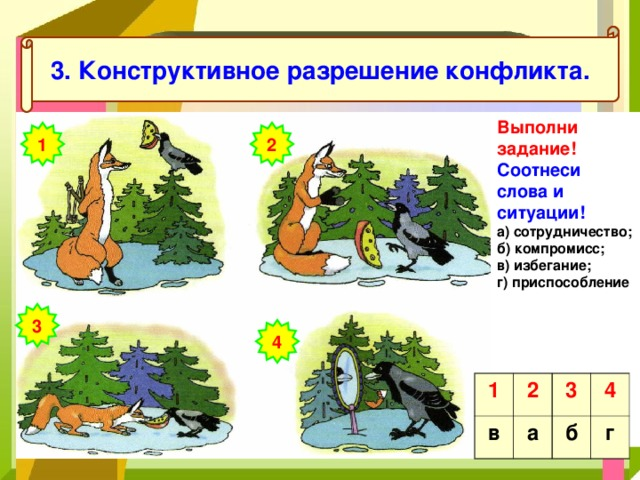 3. Конструктивное разрешение конфликта.
1
2
3
4
Выполни
задание!
Соотнеси
слова и
ситуации!
а) сотрудничество;
б) компромисс;
в) избегание;
г) приспособление
1 2 3 4
в а б г